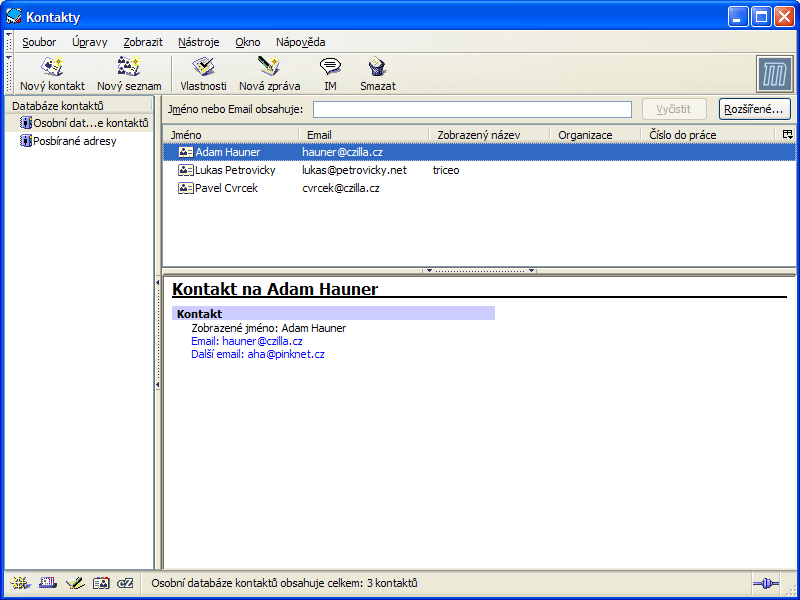 Kontakty
Soubor Úpravy Zobrazit Nástroje Okno Nápověda
Nový kontakt Nový seznam Vlastnosti Nová zpráva IM Smazat
Databáze kontaktů
Osobní dat...e kontaktů
Posbírané adresy
Jméno nebo Email obsahuje: Vyčistit Rozšířené...
Jméno Email Zobrazený název Organizace Číslo do práce
Adam Hauner hauner@czilla.cz
Lukas Petrovicky lukas@petrovicky.net triceo
Pavel Cvrcek cvrcek@czilla.cz
Kontakt na Adam Hauner
Kontakt
Zobrazené jméno: Adam Hauner
Email: hauner@czilla.cz
Další email: aha@pinknet.cz
cZ Osobní databáze kontaktů obsahuje celkem: 3 kontaktů